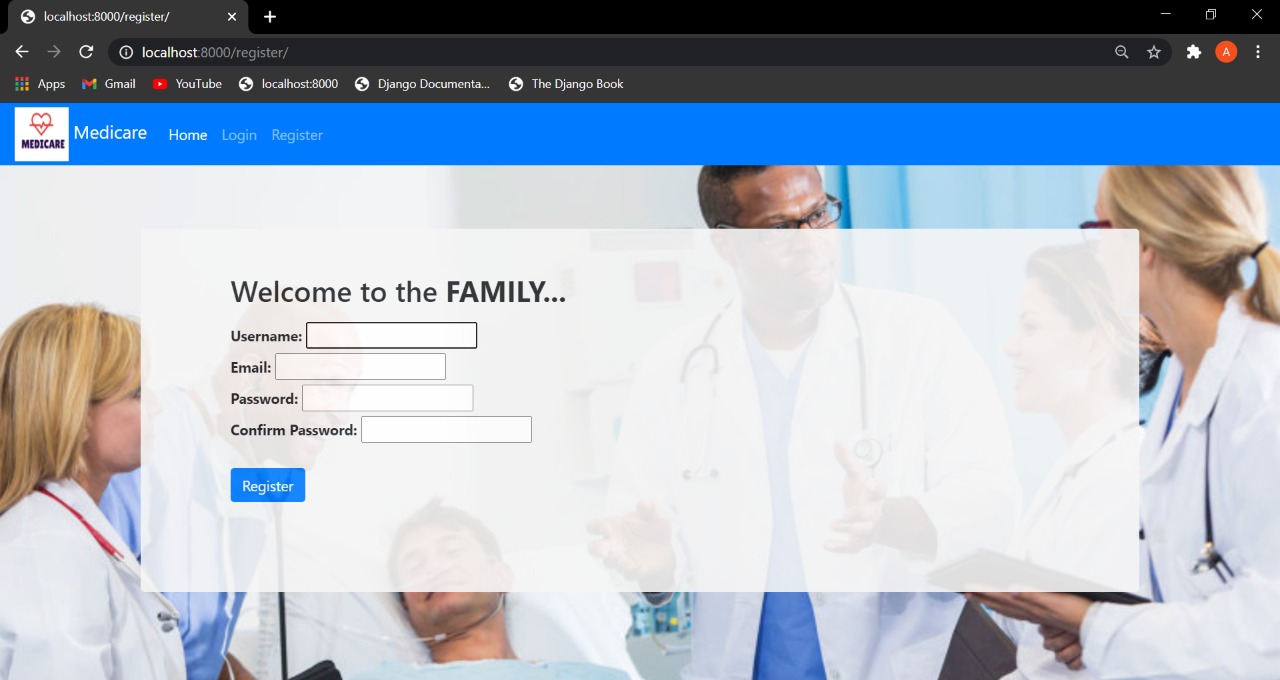 localhost:8000/register/
localhost:8000/register/
A
Apps Gmail YouTube localhost:8000 Django Documenta... The Django Book
MEDICARE Medicare Home Login Register
Welcome to the FAMILY...
Username:
Email:
Password:
Confirm Password:
Register